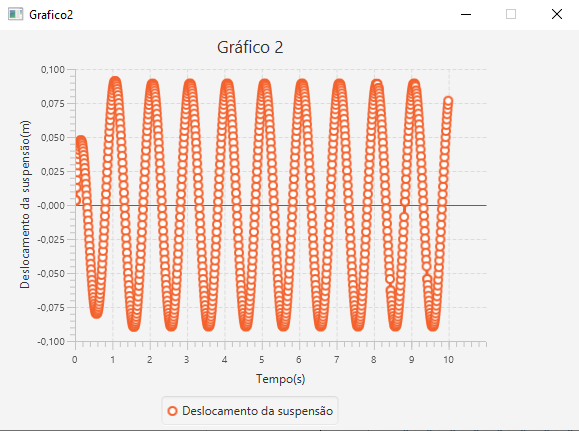 Grafico2
Gráfico 2
Deslocamento da suspensão(m)
0,100
0,075
0,050
0,025
-0,000
-0,025
-0,050
-0,075
-0,100
0 1 2 3 4 5 6 7 8 9 10
Tempo(s)
Deslocamento da suspensão